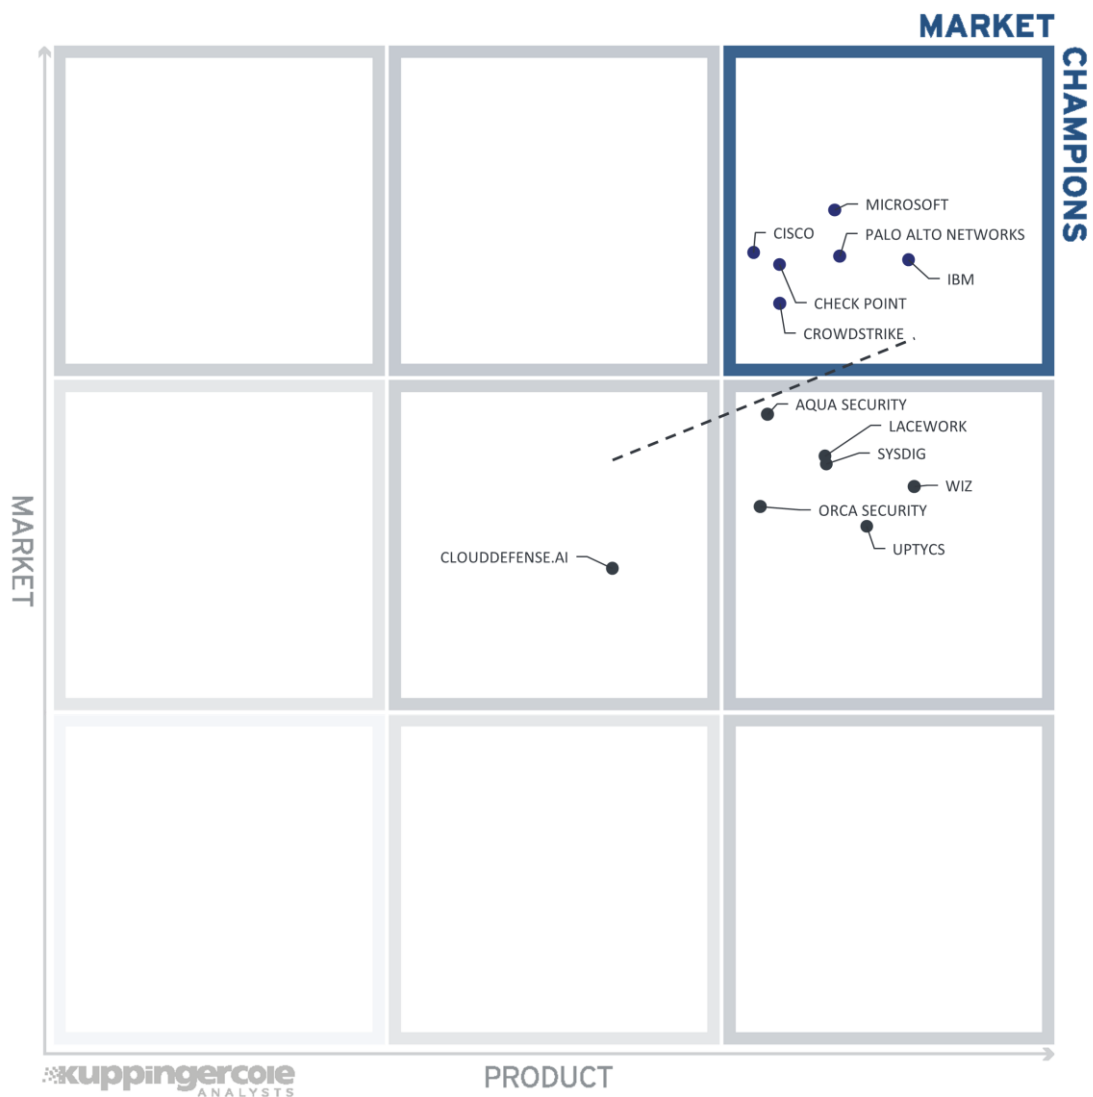 MARKET
CHAMPIONS
MICROSOFT
CISCO
PALO ALTO NETWORKS
IBM
CHECK POINT
CROWDSTRIKE
AQUA SECURITY
LACEWORK
SYSDIG
WIZ
ORCA SECURITY
UPTYCS
CLOUDDEFENSE.AI
MARKET
PRODUCT
kuppingercole
ANALYSTS